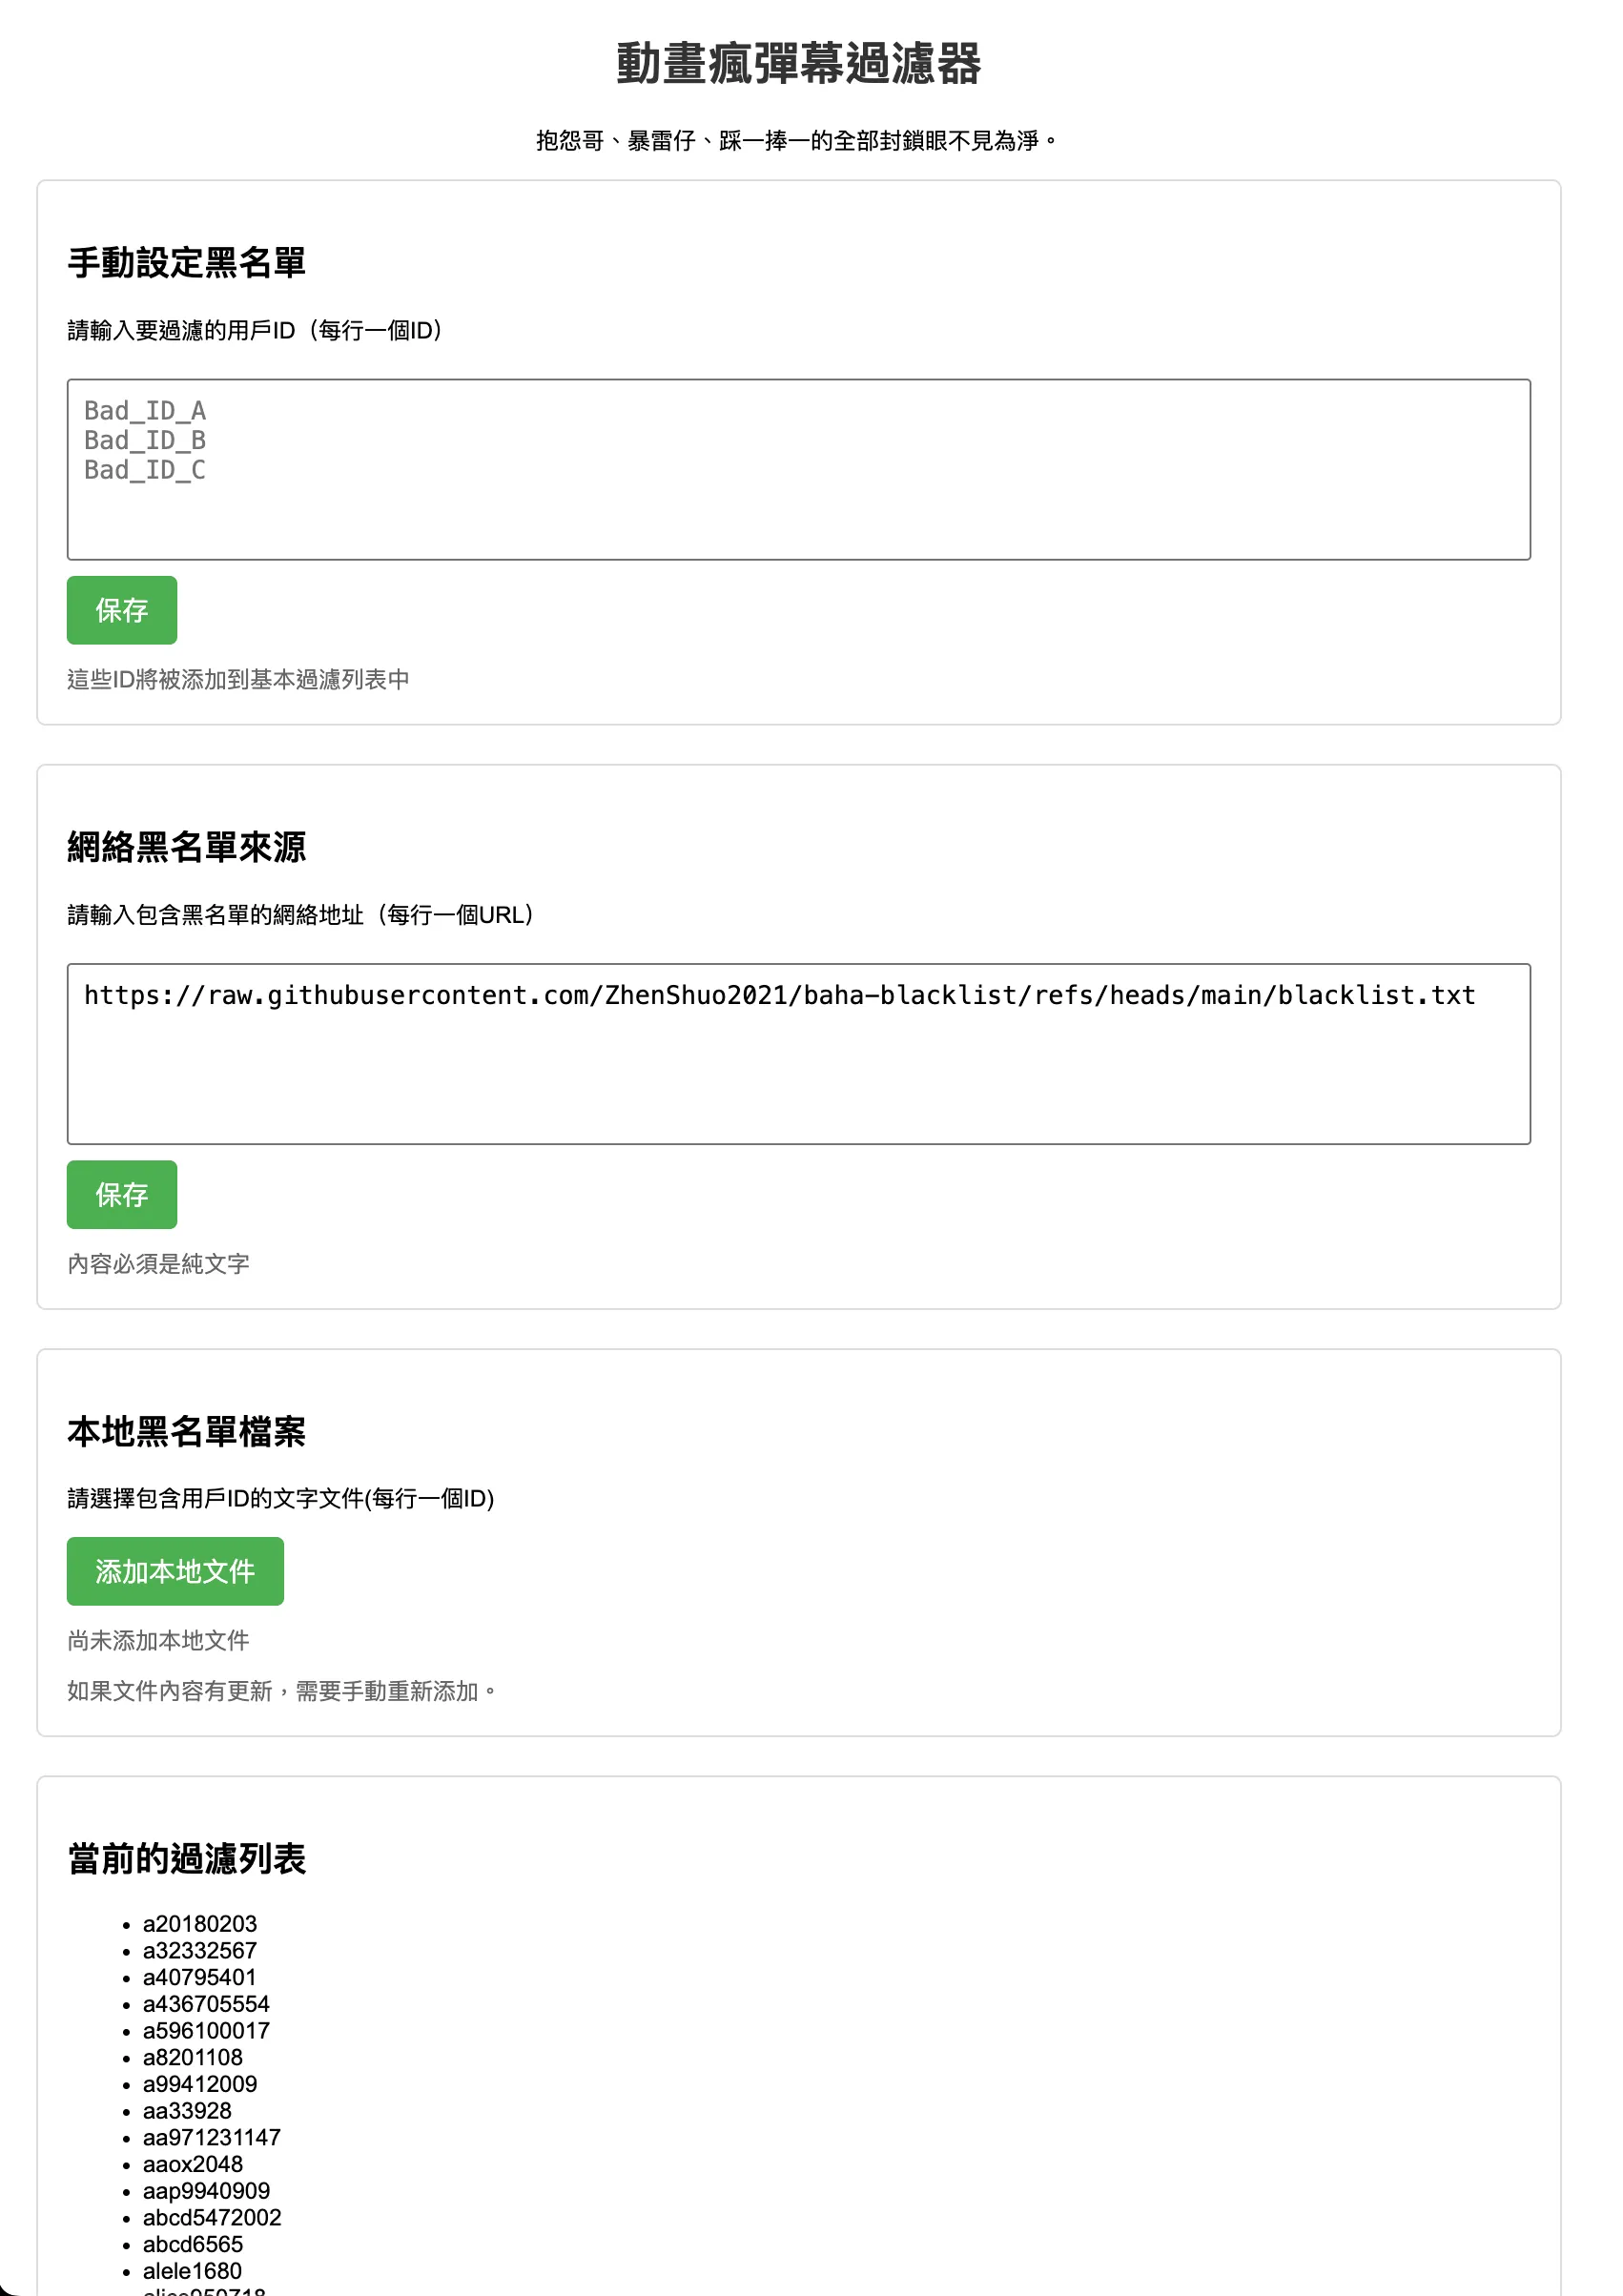 動畫瘋彈幕過濾器
抱怨哥、暴雷仔、踩一捧一的全部封鎖眼不見為淨。
手動設定黑名單
請輸入要過濾的用戶ID（每行一個ID）
Bad_ID_A
Bad_ID_B
Bad_ID_C
保存
這些ID將被添加到基本過濾列表中
網絡黑名單來源
請輸入包含黑名單的網絡地址（每行一個URL）
https://raw.githubusercontent.com/ZhenShuo2021/baha-blacklist/refs/heads/main/blacklist.txt
保存
內容必須是純文字
本地黑名單檔案
請選擇包含用戶ID的文字文件(每行一個ID)
添加本地文件
尚未添加本地文件
如果文件內容有更新，需要手動重新添加。
當前的過濾列表
• a20180203
• a32332567
• a40795401
• a436705554
• a596100017
• a8201108
• a99412009
• aa33928
• aa971231147
• aaox2048
• aap9940909
• abcd5472002
• abcd6565
• alele1680